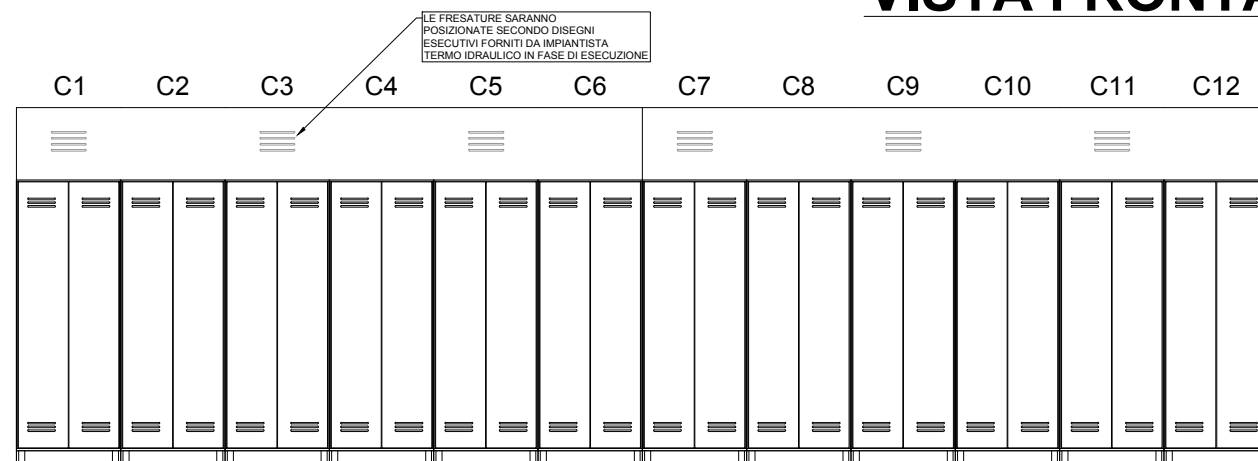 VISTA FRONTA
LE FRESATURE SARANNO
POSIZIONATE SECONDO DISEGNI
ESECUTIVI FORNITI DA IMPIANTISTA
TERMO IDRAULICO IN FASE DI ESECUZIONE
C1 C2 C3 C4 C5 C6 C7 C8 C9 C10 C11 C12